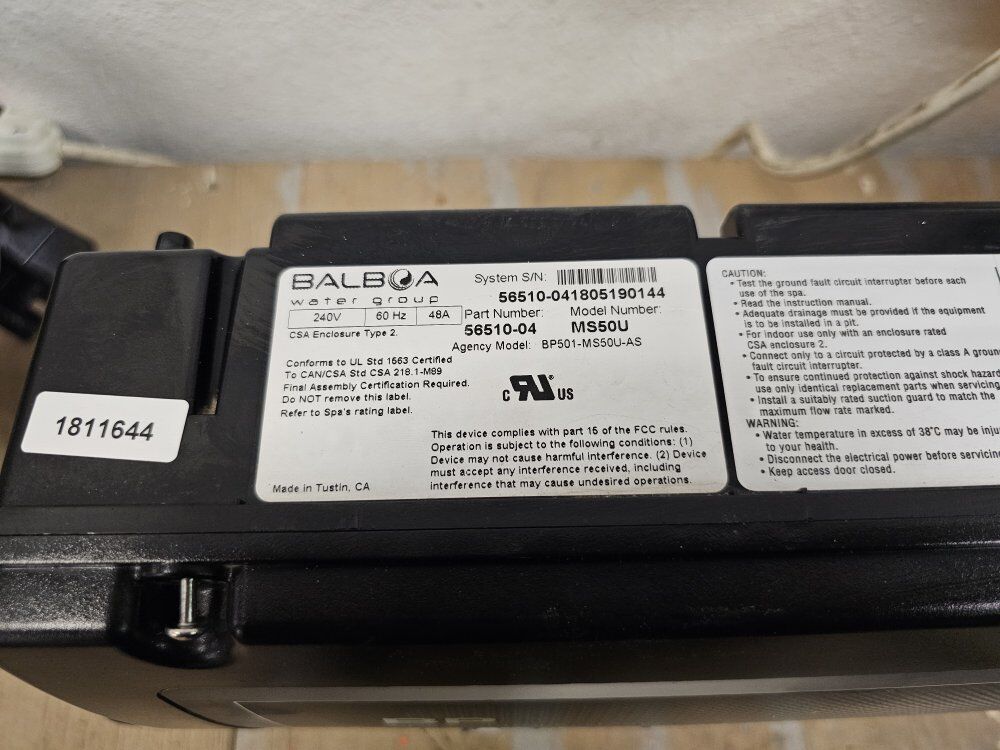 BALBOA
water group
System S/N:
56510-041805190144
240V 60 Hz 48A
Part Number: Model Number:
56510-04 MS50U
CSA Enclosure Type 2.
Agency Model: BP501-MS50U-AS
Conforms to UL Std 1563 Certified
To CAN/CSA Std CSA 218.1-M89
Final Assembly Certification Required.
Do NOT remove this label.
Refer to Spa's rating label.
C RU US
This device complies with part 16 of the FCC rules.
Operation is subject to the following conditions: (1)
Device may not cause harmful interference. (2) Device
must accept any interference received, including
interference that may cause undesired operations.
Made in Tustin, CA
1811644
CAUTION:
• Test the ground fault circuit interrupter before each
use of the spa.
• Read the instruction manual.
• Adequate drainage must be provided if the equipment
is to be installed in a pit.
• For indoor use only with an enclosure rated
CSA enclosure 2.
• Connect only to a circuit protected by a class A groun
fault circuit interrupter.
• To ensure continued protection against shock hazard
use only identical replacement parts when servicing
• Install a suitably rated suction guard to match the
maximum flow rate marked.
WARNING:
• Water temperature in excess of 38°C may be inju
to your health.
• Disconnect the electrical power before servicin
• Keep access door closed.